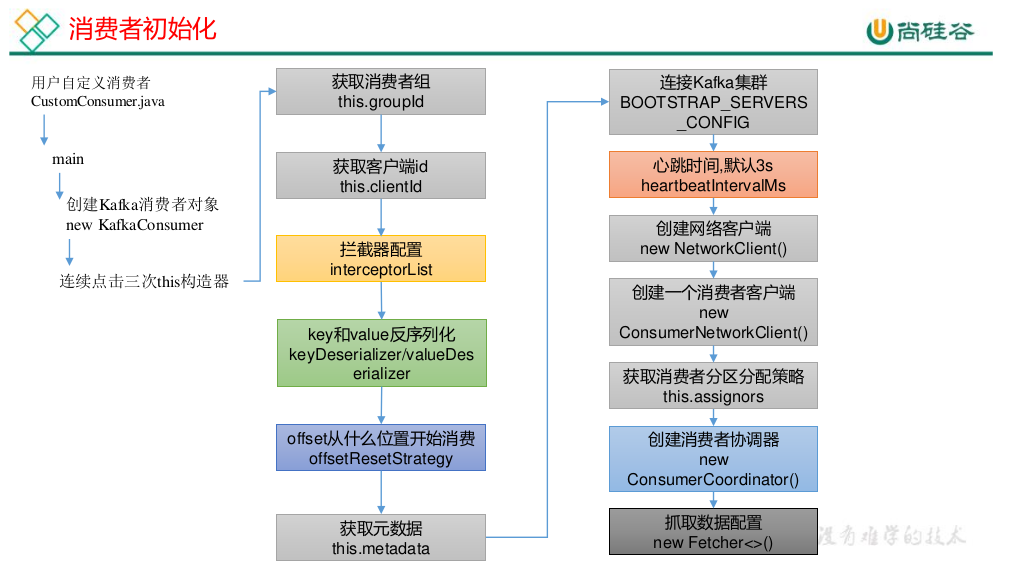 消费者初始化
尚硅谷
用户自定义消费者
CustomConsumer.java
main
创建Kafka消费者对象
new KafkaConsumer
连续点击三次this构造器
获取消费者组
this.groupId
获取客户端id
this.clientId
拦截器配置
interceptorList
key和value反序列化
keyDeserializer/valueDes
erializer
offset从什么位置开始消费
offsetResetStrategy
获取元数据
this.metadata
连接Kafka集群
BOOTSTRAP_SERVERS
_CONFIG
心跳时间,默认3s
heartbeatIntervalMs
创建网络客户端
new NetworkClient()
创建一个消费者客户端
new
ConsumerNetworkClient()
获取消费者分区分配策略
this.assignors
创建消费者协调器
new
ConsumerCoordinator()
抓取数据配置
new Fetcher<>()
没有难学的技术